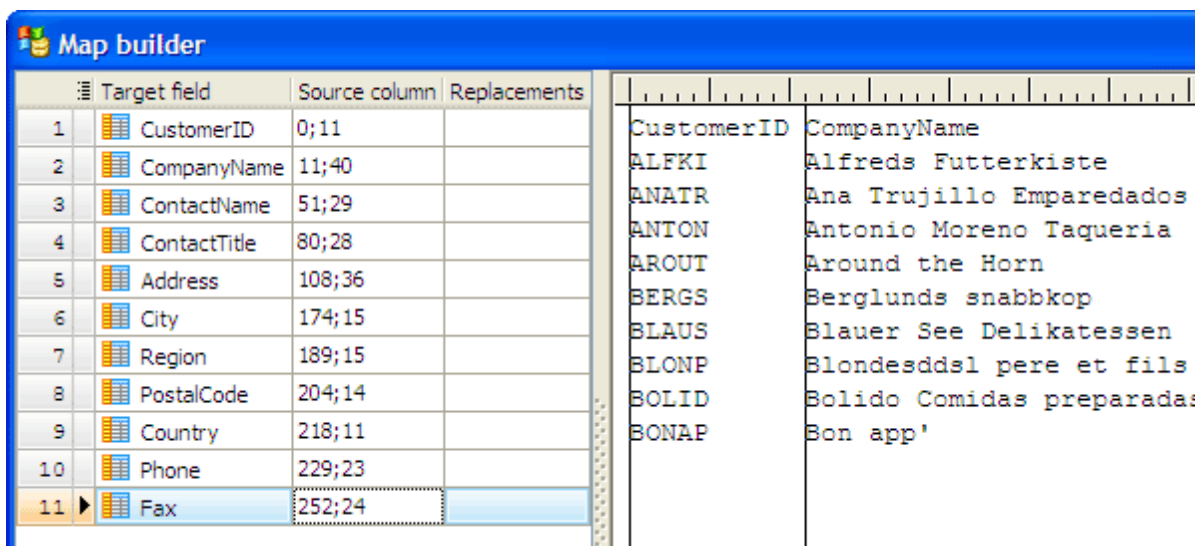 Map builder
Target field Source column Replacements
1 CustomerID 0;11
2 CompanyName 11;40
3 ContactName 51;29
4 ContactTitle 80;28
5 Address 108;36
6 City 174;15
7 Region 189;15
8 PostalCode 204;14
9 Country 218;11
10 Phone 229;23
11 Fax 252;24
CustomerID CompanyName
ALFKI Alfreds Futterkiste
ANATR Ana Trujillo Emparedados
ANTON Antonio Moreno Taqueria
AROUT Around the Horn
BERGS Berglunds snabbkop
BLAUS Blauer See Delikatessen
BLONP Blondesddsl pere et fils
BOLID Bolido Comidas preparadas
BONAP Bon app'